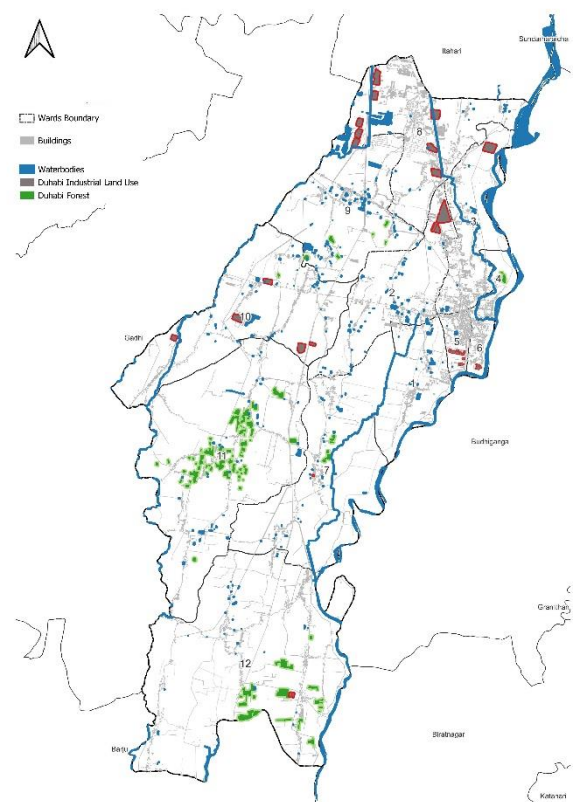 Itahari
Sundarharaicha
Wards Boundary
Buildings
Waterbodies
Duhabi Industrial Land Use
Duhabi Forest
8
9
3
4
2
10
5
6
Gadhi
1
Budhiganga
11
7
Gramthan
12
Barju
Biratnagar
Katahari